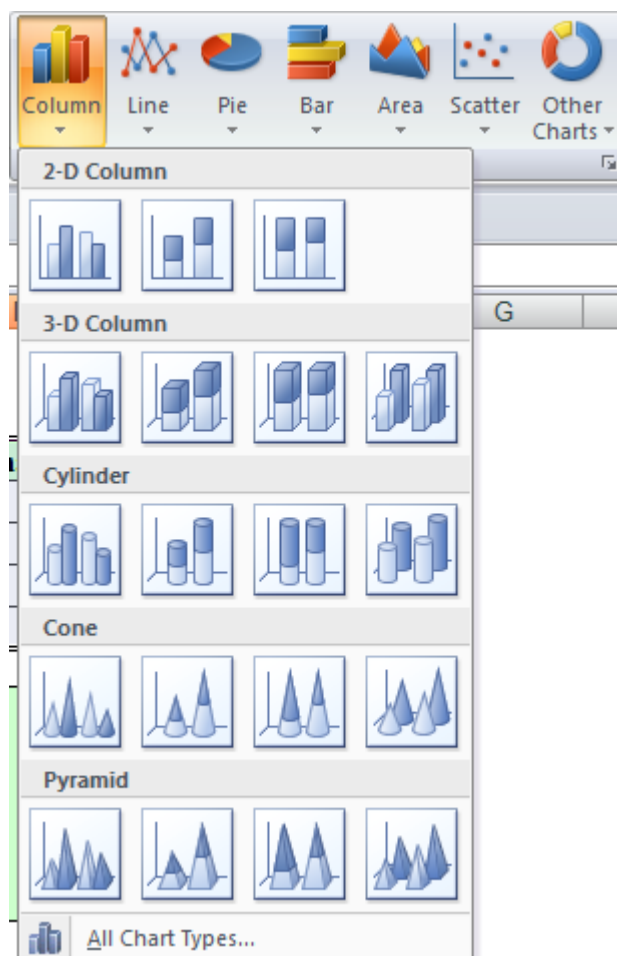 Column Line Pie Bar Area Scatter Other Charts
2-D Column
3-D Column
G
Cylinder
Cone
Pyramid
All Chart Types...